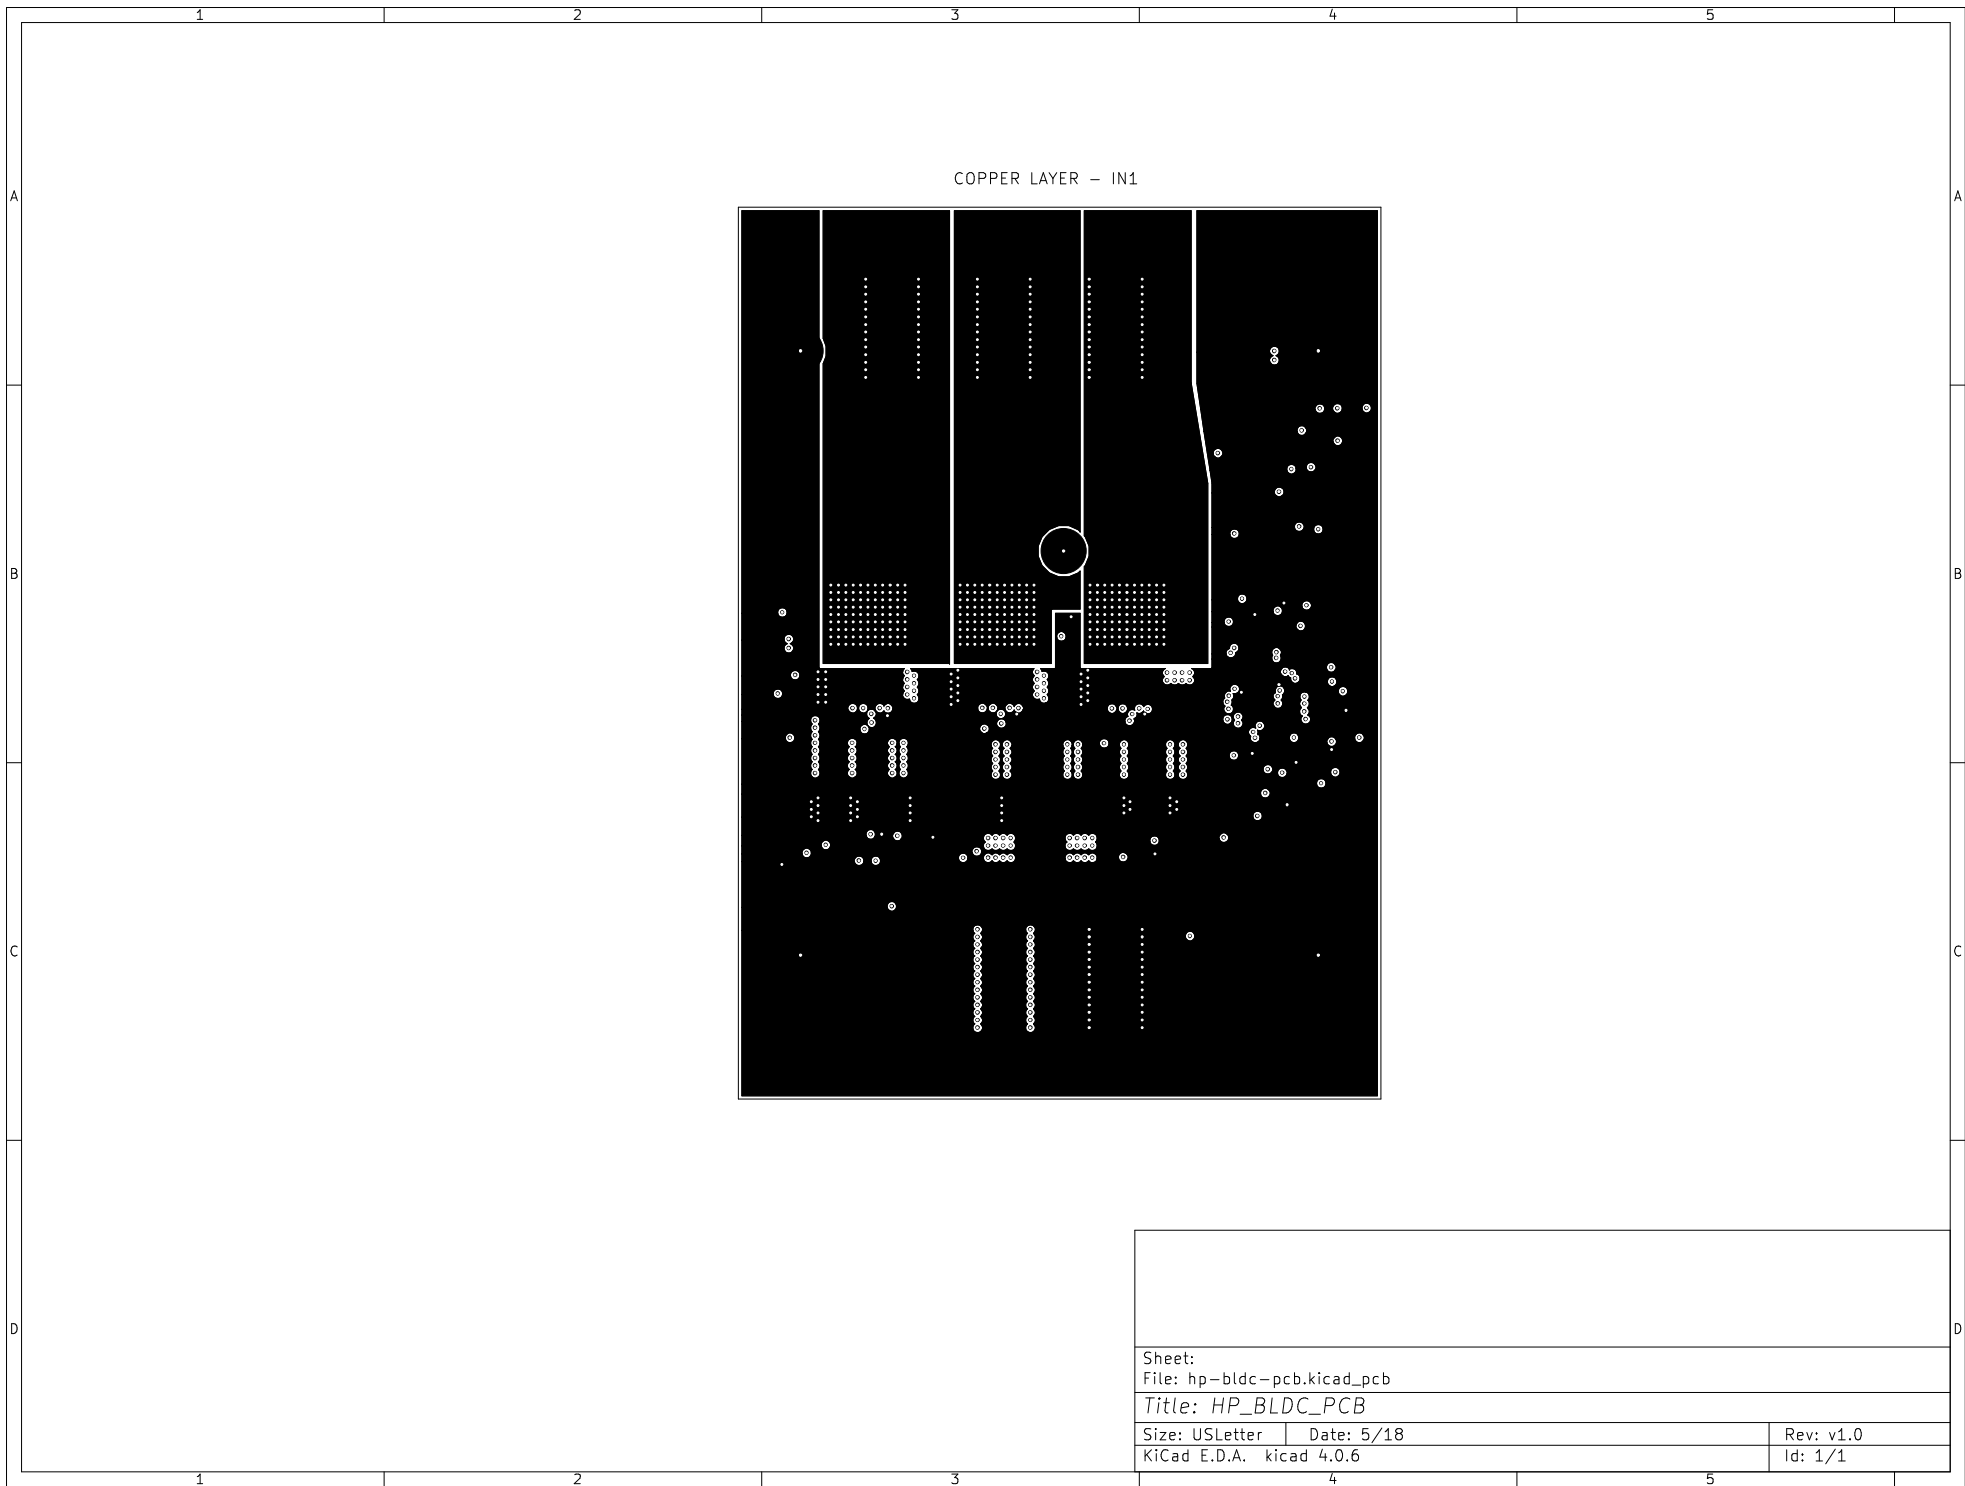 1 2 3 4 5
COPPER LAYER – IN1
A A
B B
C C
D D
Sheet:
File: hp–bldc–pcb.kicad_pcb
Title: HP_BLDC_PCB
Size: USLetter Date: 5/18 Rev: v1.0
KiCad E.D.A. kicad 4.0.6 Id: 1/1
1 2 3 4 5